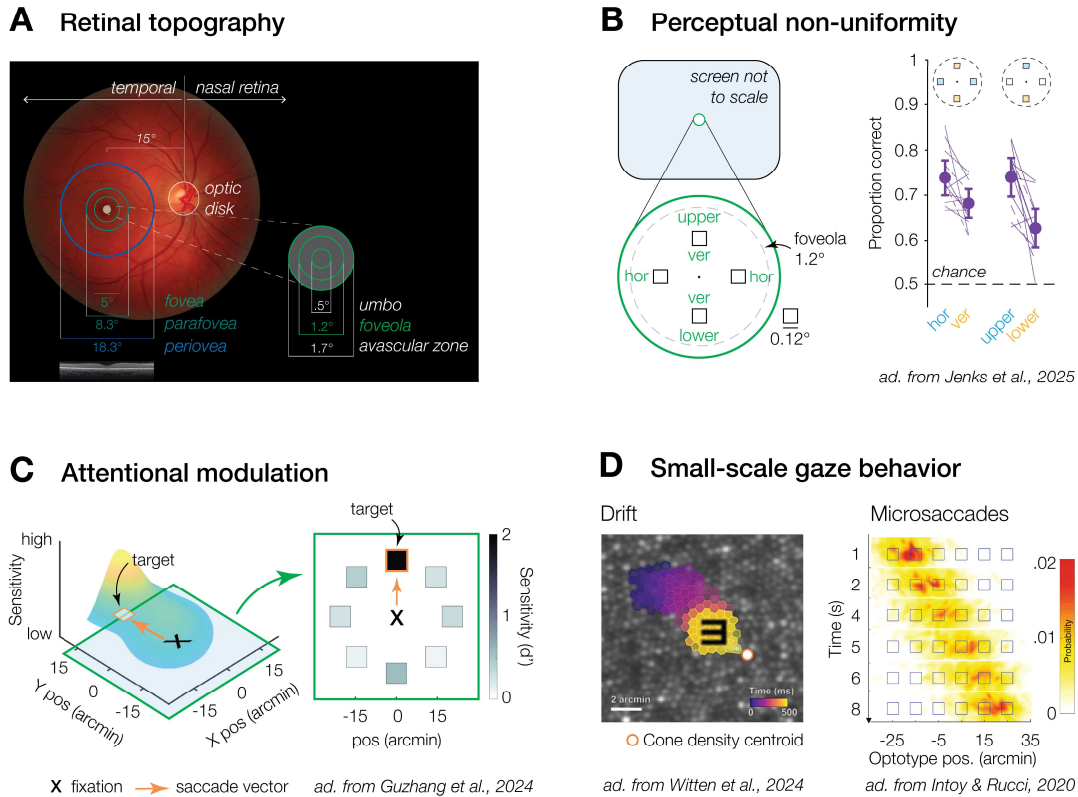 A Retinal topography
temporal
nasal retina
15°
optic
disk
5°
fovea
8.3°
parafovea
18.3°
periovea
.5°
umbo
1.2°
foveola
1.7°
avascular zone
B Perceptual non-uniformity
screen not
to scale
upper
ver
hor
hor
ver
lower
foveola
1.2°
0.12°
Proportion correct
1
0.9
0.8
0.7
0.6
0.5
chance
hor
ver
upper
lower
ad. from Jenks et al., 2025
C Attentional modulation
Sensitivity
high
low
target
X
15
0
-15
Y pos (arcmin)
-15
0
15
X pos (arcmin)
target
X
-15 0 15
pos (arcmin)
2
1
0
Sensitivity (d')
X fixation
saccade vector
ad. from Guzhang et al., 2024
D Small-scale gaze behavior
Drift
2 arcmin
Time (ms)
0 500
Cone density centroid
ad. from Witten et al., 2024
Microsaccades
Time (s)
1
2
4
5
6
8
-25 -5 15 35
Optotype pos. (arcmin)
.02
.01
0
Probability
ad. from Intoy & Rucci, 2020